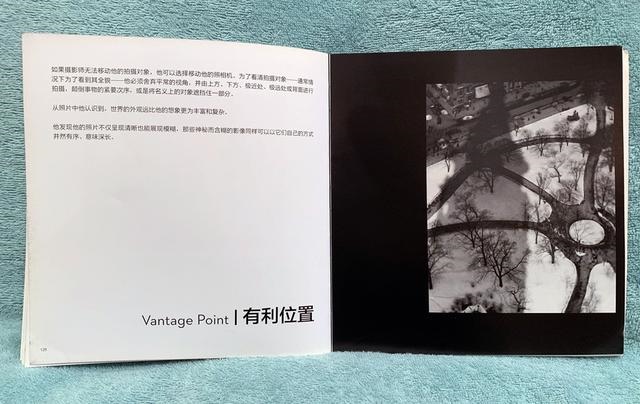 如果摄影师无法移动他的拍摄对象，他可以选择移动他的照相机。为了看清拍摄对象——通常情
况下为了看到其全貌——他必须舍弃平常的视角，并由上方、下方、极近处、极远处或背面进行
拍摄，颠倒事物的紧要次序，或是将名义上的对象遮挡住一部分。
从照片中他认识到，世界的外观远比他的想象更为丰富和复杂。
他发现他的照片不仅呈现清晰也能展现模糊，那些神秘而含糊的影像同样可以以它们自己的方式
井然有序、意味深长。
Vantage Point | 有利位置